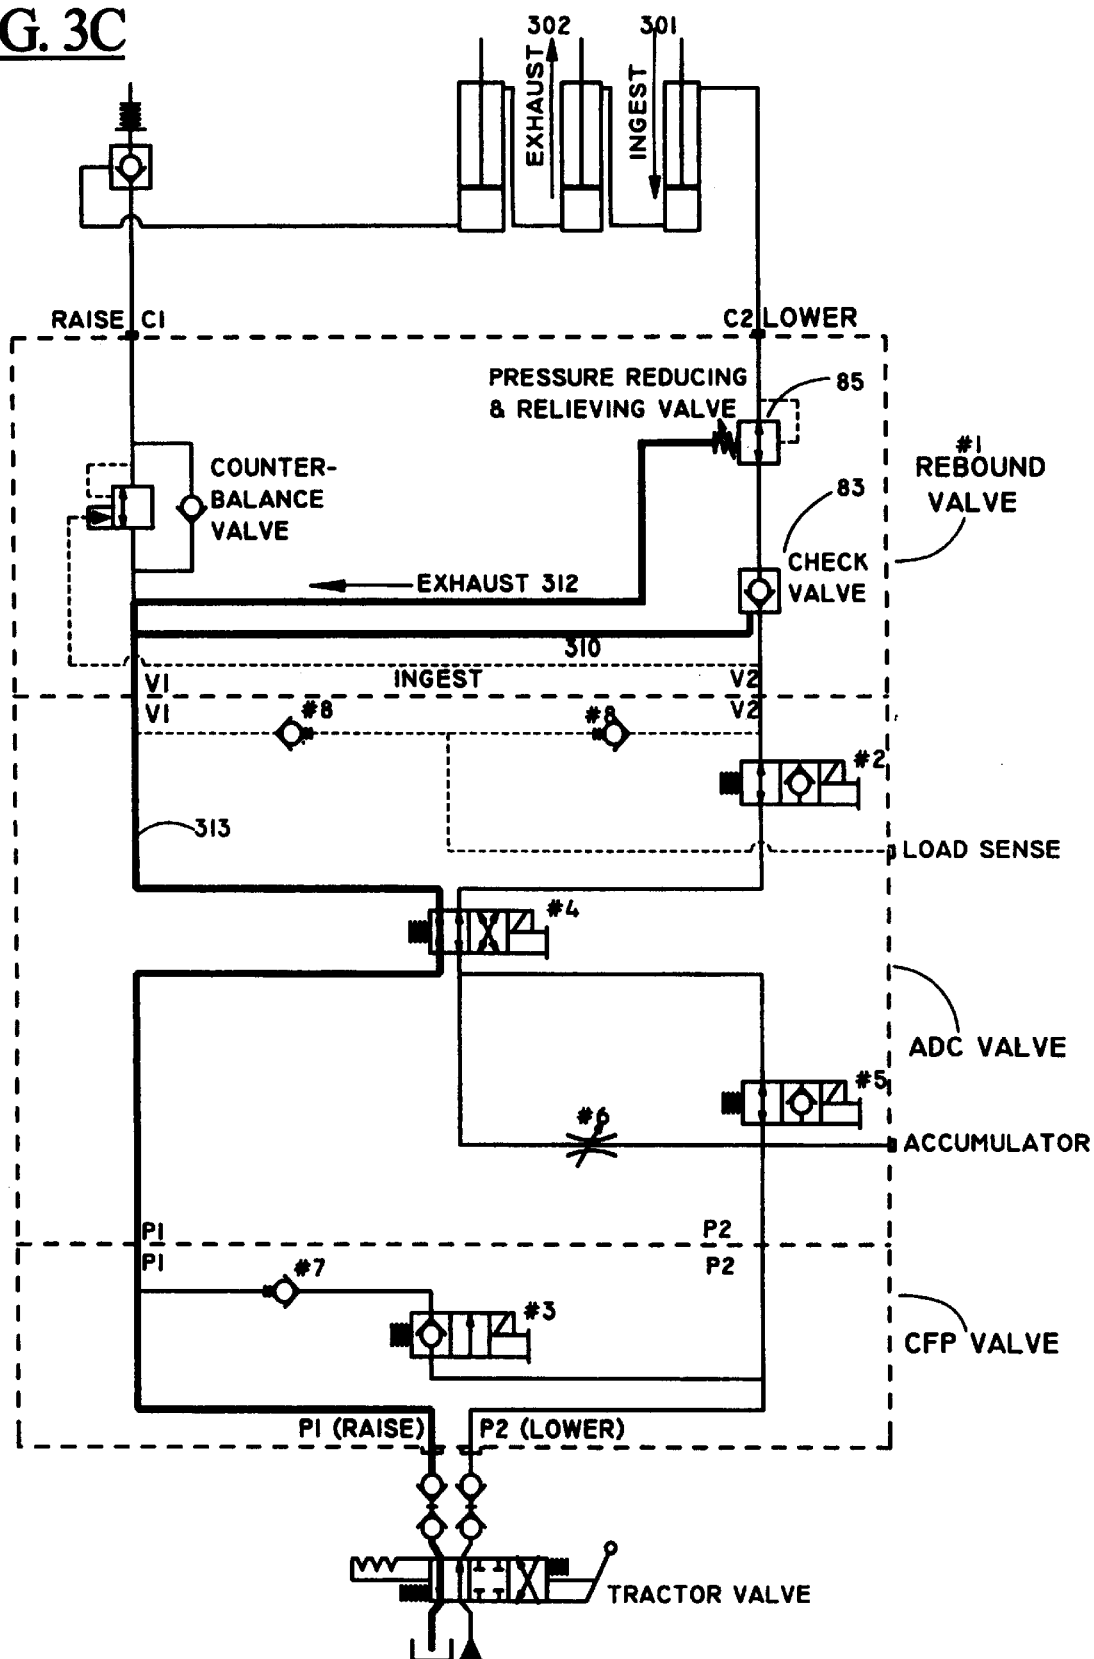 G. 3C
302
301
EXHAUST
INGEST
RAISE C1
C2 LOWER
PRESSURE REDUCING
& RELIEVING VALVE
85
#1
REBOUND
VALVE
COUNTER-
BALANCE
VALVE
83
CHECK
VALVE
EXHAUST 312
310
INGEST
V1
V2
V1
V2
#8
#8
#2
313
LOAD SENSE
#4
ADC VALVE
#5
#6
ACCUMULATOR
P1
P2
P1
P2
#7
#3
CFP VALVE
P1 (RAISE)
P2 (LOWER)
TRACTOR VALVE